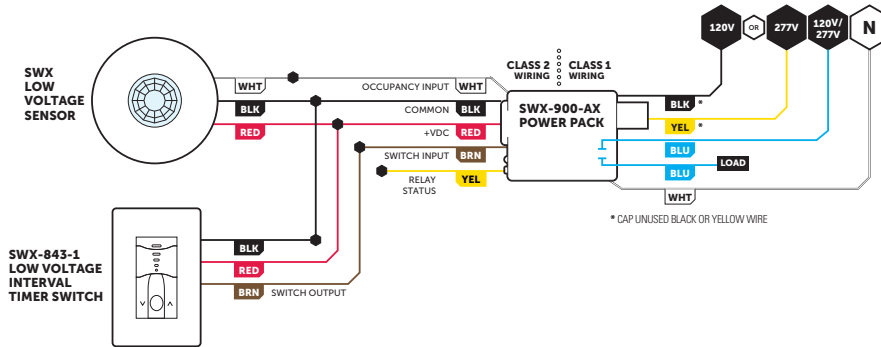 120V
OR
277V
120V/
277V
N
CLASS 2
WIRING
CLASS 1
WIRING
SWX
LOW
VOLTAGE
SENSOR
WHT
OCCUPANCY INPUT
WHT
BLK
COMMON
BLK
RED
+VDC
RED
SWITCH INPUT
BRN
RELAY
STATUS
YEL
SWX-900-AX
POWER PACK
BLK *
YEL *
BLU
BLU
LOAD
WHT
* CAP UNUSED BLACK OR YELLOW WIRE
SWX-843-1
LOW VOLTAGE
INTERVAL
TIMER SWITCH
BLK
RED
BRN
SWITCH OUTPUT